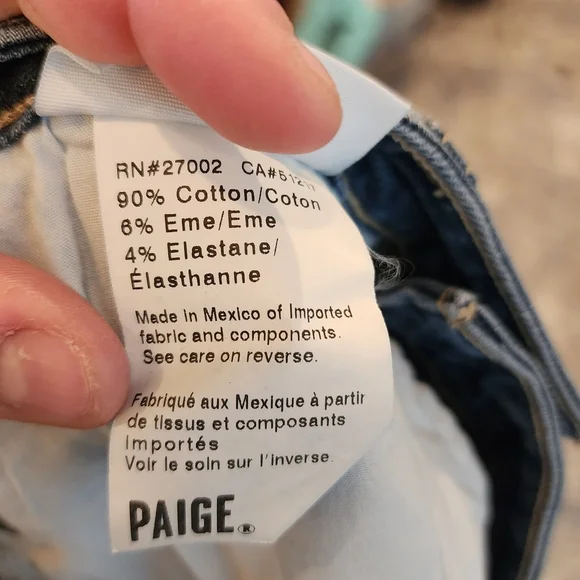 RN#27002 CA#
90% Cotton/Coton
6% Eme/Eme
4% Elastane/
Élasthanne
Made in Mexico of Imported
fabric and components.
See care on reverse.
Fabriqué aux Mexique à partir
de tissus et composants
Importés
Voir le soin sur l'inverse.
PAIGE®